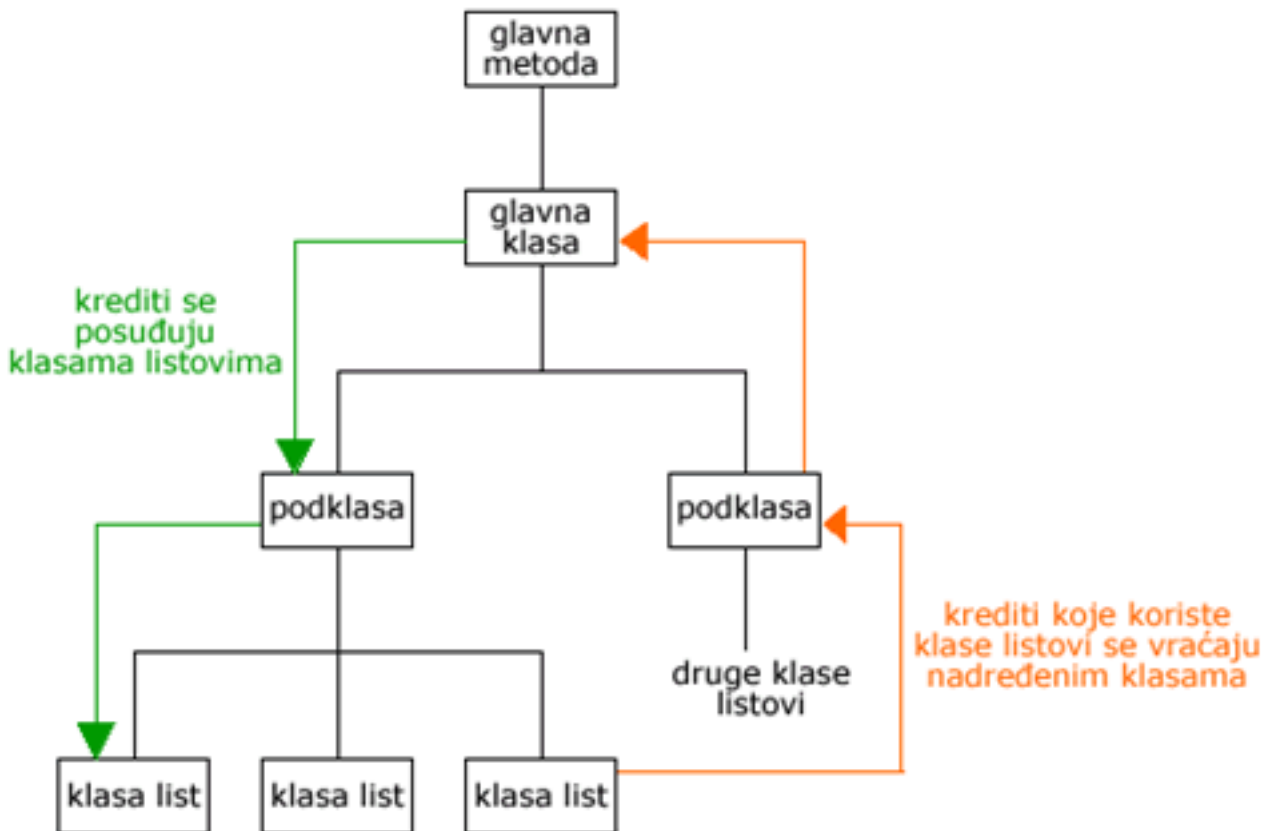 glavna
metoda
glavna
klasa
krediti se
posuđuju
klasama listovima
podklasa
podklasa
krediti koje koriste
klase listovi se vraćaju
nadređenim klasama
druge klase
listovi
klasa list
klasa list
klasa list